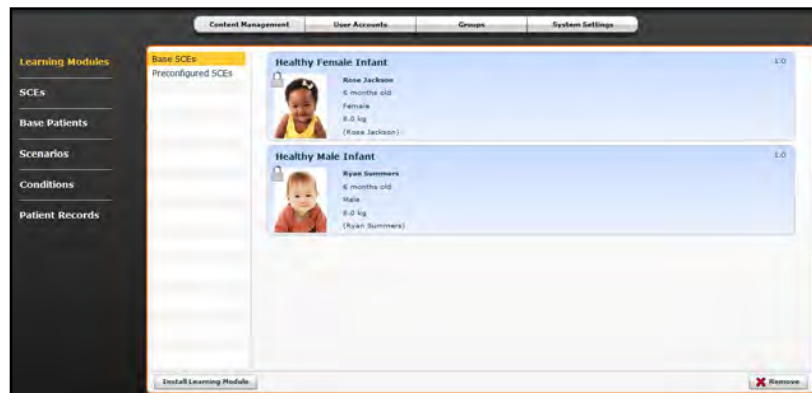 Content Management
User Accounts
Groups
System Settings
Learning Modules
SCEs
Base Patients
Scenarios
Conditions
Patient Records
Base SCEs
Preconfigured SCEs
Healthy Female Infant
1.0
Rose Jackson
6 months old
Female
8.0 kg
(Rose Jackson)
Healthy Male Infant
1.0
Ryan Summers
6 months old
Male
8.0 kg
(Ryan Summers)
Install Learning Module
Remove